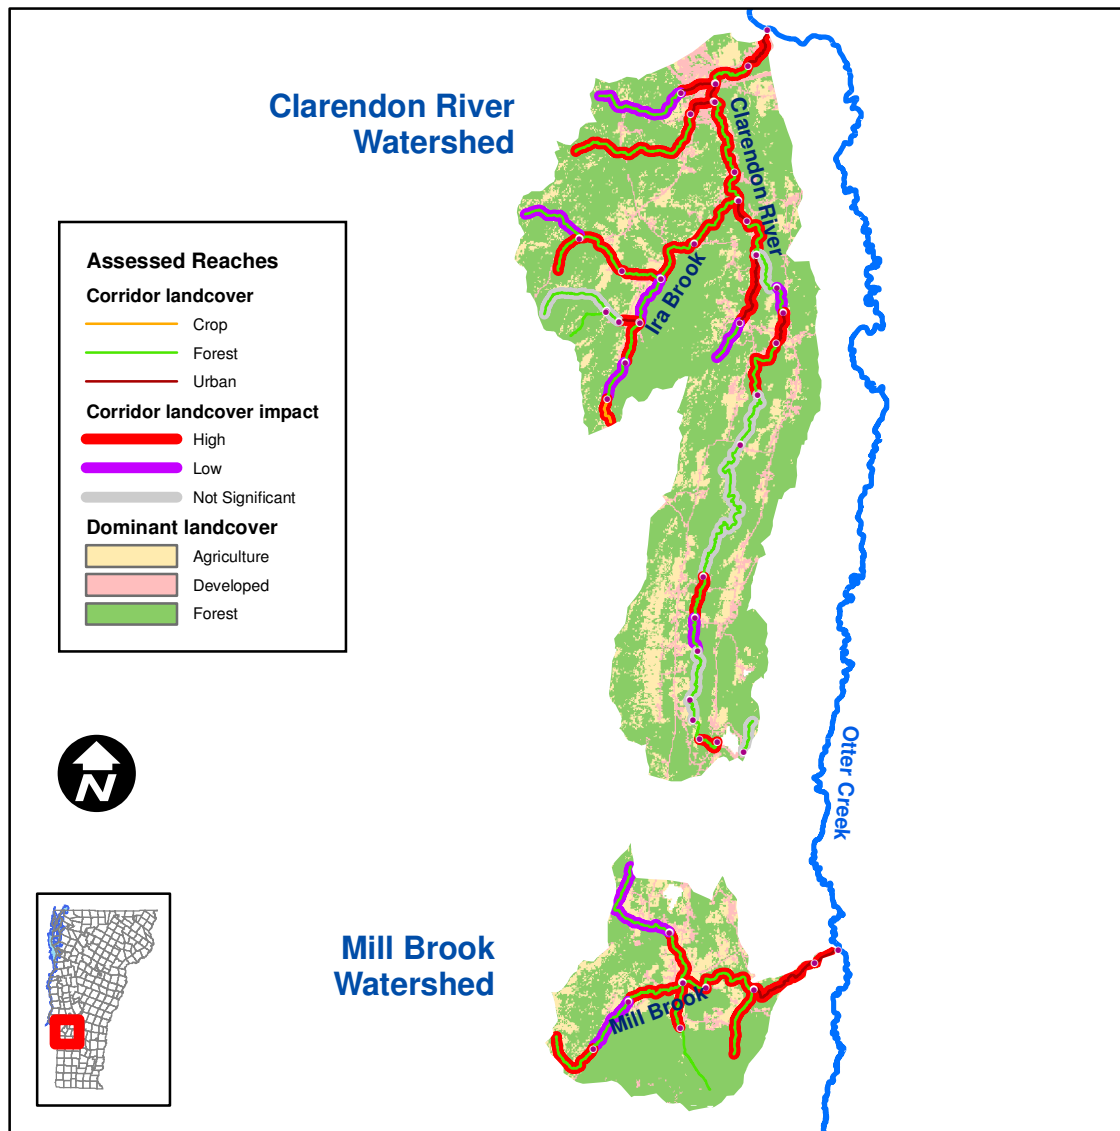 Clarendon River
Watershed
Clarendon River
Ira Brook
Assessed Reaches
Corridor landcover
Crop
Forest
Urban
Corridor landcover impact
High
Low
Not Significant
Dominant landcover
Agriculture
Developed
Forest
N
Otter Creek
Mill Brook
Watershed
Mill Brook